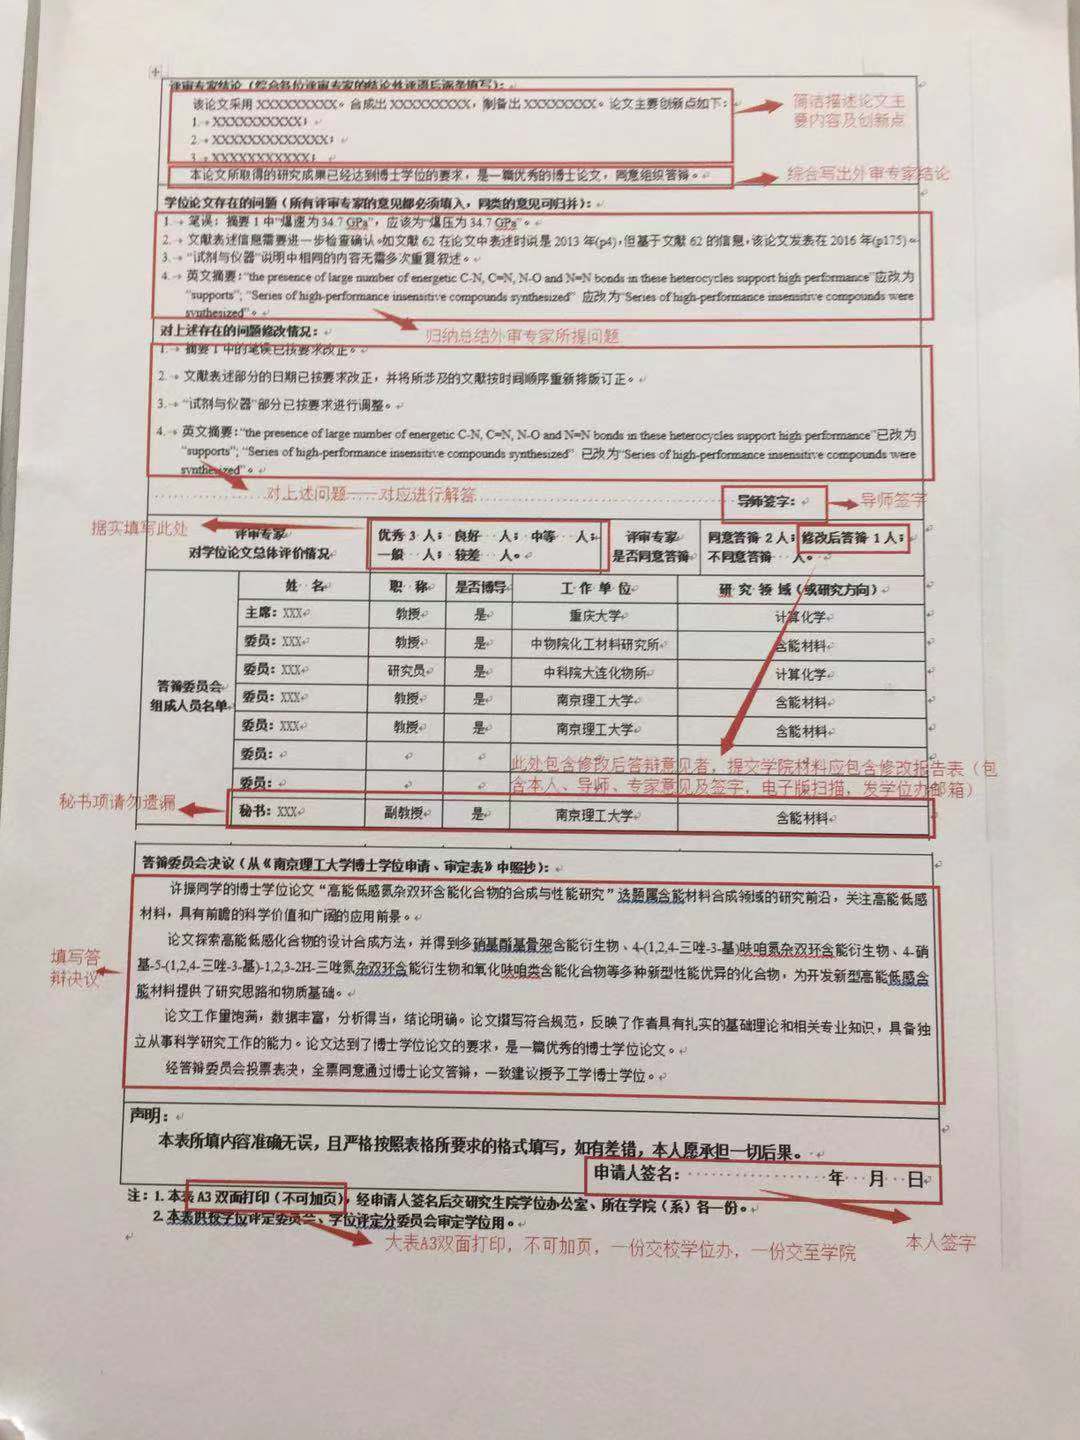 评审专家结论（综合各位评审专家的结论性评语后逐条填写）：
该论文采用 XXXXXXXXXX。合成出 XXXXXXXXXX，制备出 XXXXXXXXX。论文主要创新点如下：
简洁描述论文主
要内容及创新点
1. XXXXXXXXXXX；
2. XXXXXXXXXXXXXX；
3. XXXXXXXXXXXX；
本论文所取得的研究成果已经达到博士学位的要求，是一篇优秀的博士论文，同意组织答辩。
综合写出外审专家结论
学位论文存在的问题（所有评审专家的意见都必须填入，同类的意见可归并）：
1. 笔误：摘要 1 中“爆速为 34.7 GPa”，应该为“爆压为 34.7 GPa”。
2. 文献表述信息需要进一步检查确认。如文献 62 在论文中表述时说是 2013 年(p4)，但基于文献 62 的信息，该论文发表在 2016 年(p175)。
3. “试剂与仪器”说明中相同的内容无需多次重复叙述。
4. 英文摘要：“the presence of large number of energetic C-N, C=N, N-O and N=N bonds in these heterocycles support high performance”应改为
“supports”; “Series of high-performance insensitive compounds synthesized” 应改为“Series of high-performance insensitive compounds were
synthesized”。
对上述存在的问题修改情况：
归纳总结外审专家所提问题
1. 摘要 1 中的笔误已按要求改正。
2. 文献表述部分的日期已按要求改正，并将所涉及的文献按时间顺序重新排版订正。
3. “试剂与仪器”部分已按要求进行调整。
4. 英文摘要：“the presence of large number of energetic C-N, C=N, N-O and N=N bonds in these heterocycles support high performance”已改为
“supports”; “Series of high-performance insensitive compounds synthesized” 已改为“Series of high-performance insensitive compounds were
synthesized”。
对上述问题一一对应进行解答
导师签字：
导师签字
据实填写此处
评审专家
对学位论文总体评价情况
优秀 3 人；良好 人；中等 人；
一般 人；较差 人。
评审专家
是否同意答辩
同意答辩 2 人；修改后答辩 1 人；
不同意答辩 人。
答辩委员会
组成人员名单
姓 名 职 称 是否博导 工 作 单 位 研 究 领 域（或研究方向）
主席：XXX 教授 是 重庆大学 计算化学
委员：XXX 教授 是 中物院化工材料研究所 含能材料
委员：XXX 研究员 是 中科院大连化物所 计算化学
委员：XXX 教授 是 南京理工大学 含能材料
委员：XXX 教授 是 南京理工大学 含能材料
委员：
委员：
此处包含修改后答辩意见者，提交学院材料应包含修改报告表（包
含本人、导师、专家意见及签字，电子版扫描，发学位办邮箱）
秘书项请勿遗漏
秘书：XXX 副教授 是 南京理工大学 含能材料
答辩委员会决议（从《南京理工大学博士学位申请、审定表》中照抄）：
填写答
辩决议
许振同学的博士学位论文“高能低感氮杂双环含能化合物的合成与性能研究”选题属含能材料合成领域的研究前沿，关注高能低感
材料，具有前瞻的科学价值和广阔的应用前景。
论文探索高能低感化合物的设计合成方法，并得到多硝基酯基骨架含能衍生物、4-(1,2,4-三唑-3-基)呋咱氮杂双环含能衍生物、4-硝
基-5-(1,2,4-三唑-3-基)-1,2,3-2H-三唑氮杂双环含能衍生物和氧化呋咱类含能化合物等多种新型性能优异的化合物，为开发新型高能低感含
能材料提供了研究思路和物质基础。
论文工作量饱满，数据丰富，分析得当，结论明确。论文撰写符合规范，反映了作者具有扎实的基础理论和相关专业知识，具备独
立从事科学研究工作的能力。论文达到了博士学位论文的要求，是一篇优秀的博士学位论文。
经答辩委员会投票表决，全票同意通过博士论文答辩，一致建议授予工学博士学位。
声明：
本表所填内容准确无误，且严格按照表格所要求的格式填写，如有差错，本人愿承担一切后果。
申请人签名： 年 月 日
注：1. 本表 A3 双面打印（不可加页），经申请人签名后交研究生院学位办公室、所在学院（系）各一份。
2. 本表供校学位评定委员会、学位评定分委员会审定学位用。
大表A3双面打印，不可加页，一份交校学位办，一份交至学院
本人签字